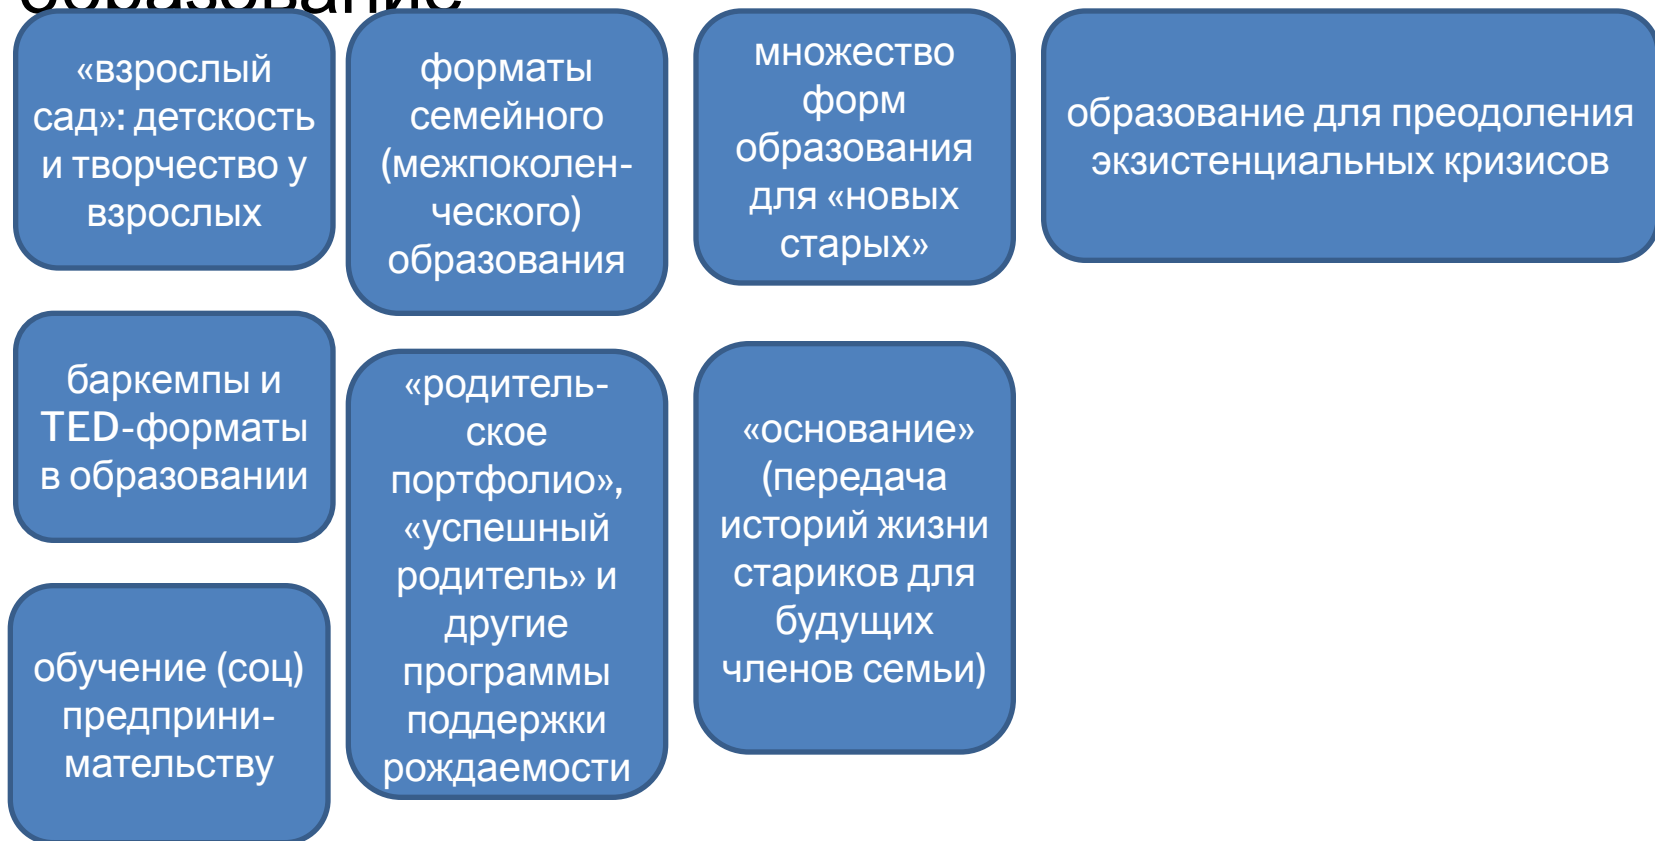 образование
«взрослый
сад»: детскость
и творчество у
взрослых
форматы
семейного
(межпоколен-
ческого)
образования
множество
форм
образования
для «новых
старых»
образование для преодоления
экзистенциальных кризисов
баркемпы и
TED-форматы
в образовании
«родитель-
ское
портфолио»,
«успешный
родитель» и
другие
программы
поддержки
рождаемости
«основание»
(передача
историй жизни
стариков для
будущих
членов семьи)
обучение (соц)
предприни-
мательству